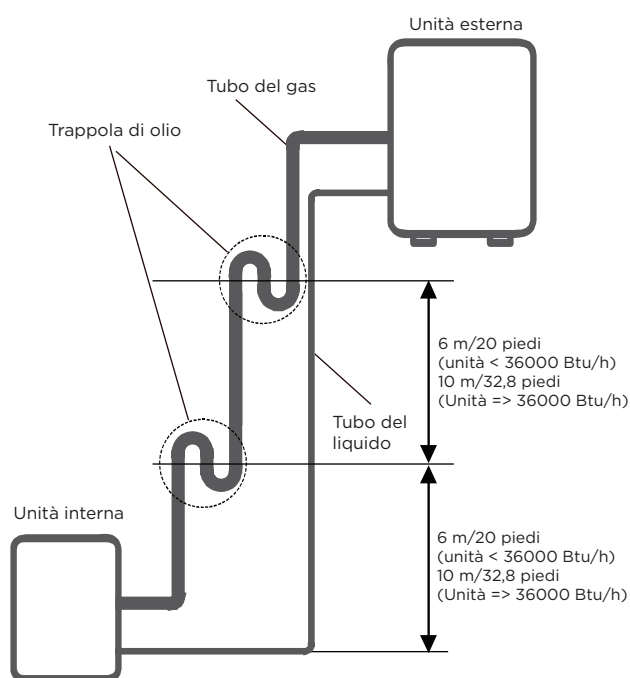 Unità esterna
Tubo del gas
Trappola di olio
6 m/20 piedi
(unità < 36000 Btu/h)
10 m/32,8 piedi
(Unità => 36000 Btu/h)
Tubo del
liquido
Unità interna
6 m/20 piedi
(unità < 36000 Btu/h)
10 m/32,8 piedi
(Unità => 36000 Btu/h)